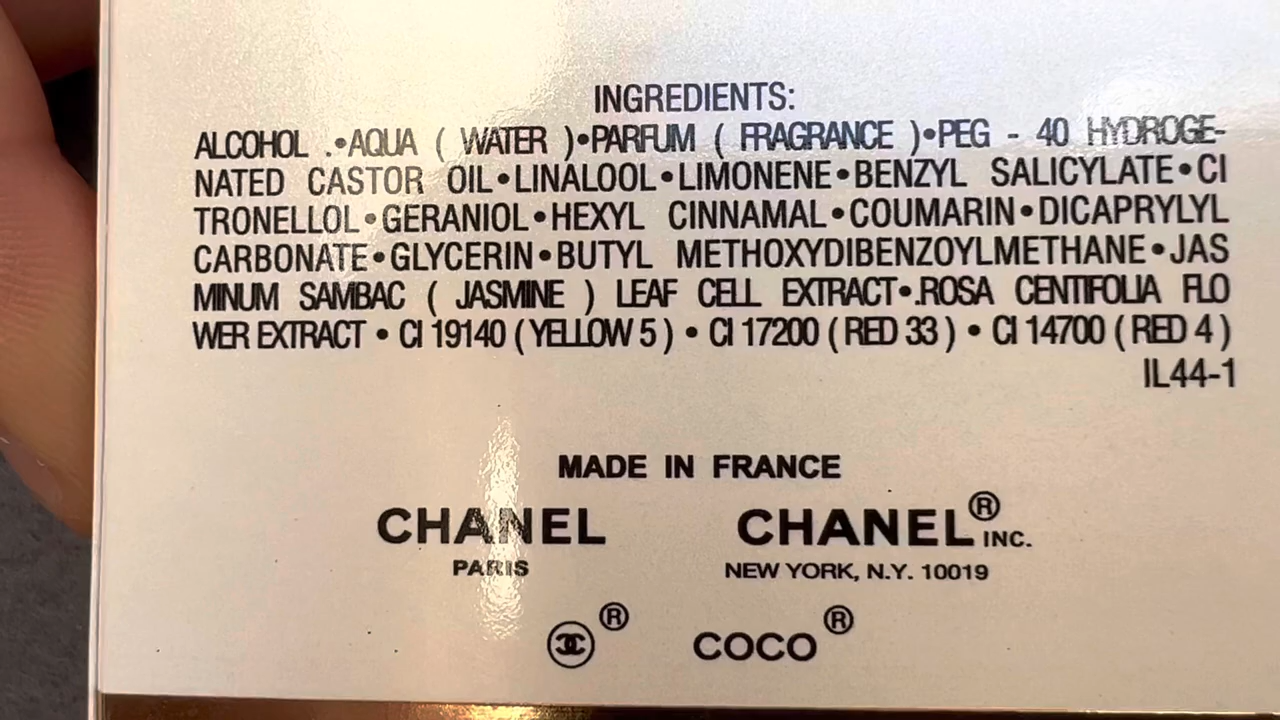 INGREDIENTS:
ALCOHOL .•AQUA ( WATER )•PARFUM ( FRAGRANCE )•PEG - 40 HYDROGE-
NATED CASTOR OIL•LINALOOL•LIMONENE•BENZYL SALICYLATE•CI
TRONELLOL•GERANIOL•HEXYL CINNAMAL•COUMARIN•DICAPRYLYL
CARBONATE•GLYCERIN•BUTYL METHOXYDIBENZOYLMETHANE•JAS
MINUM SAMBAC ( JASMINE ) LEAF CELL EXTRACT•.ROSA CENTIFOLIA FLO
WER EXTRACT • CI 19140 ( YELLOW 5 ) • CI 17200 ( RED 33 ) • CI 14700 ( RED 4 )
IL44-1
MADE IN FRANCE
CHANEL CHANEL® INC.
PARIS NEW YORK, N.Y. 10019
® COCO®